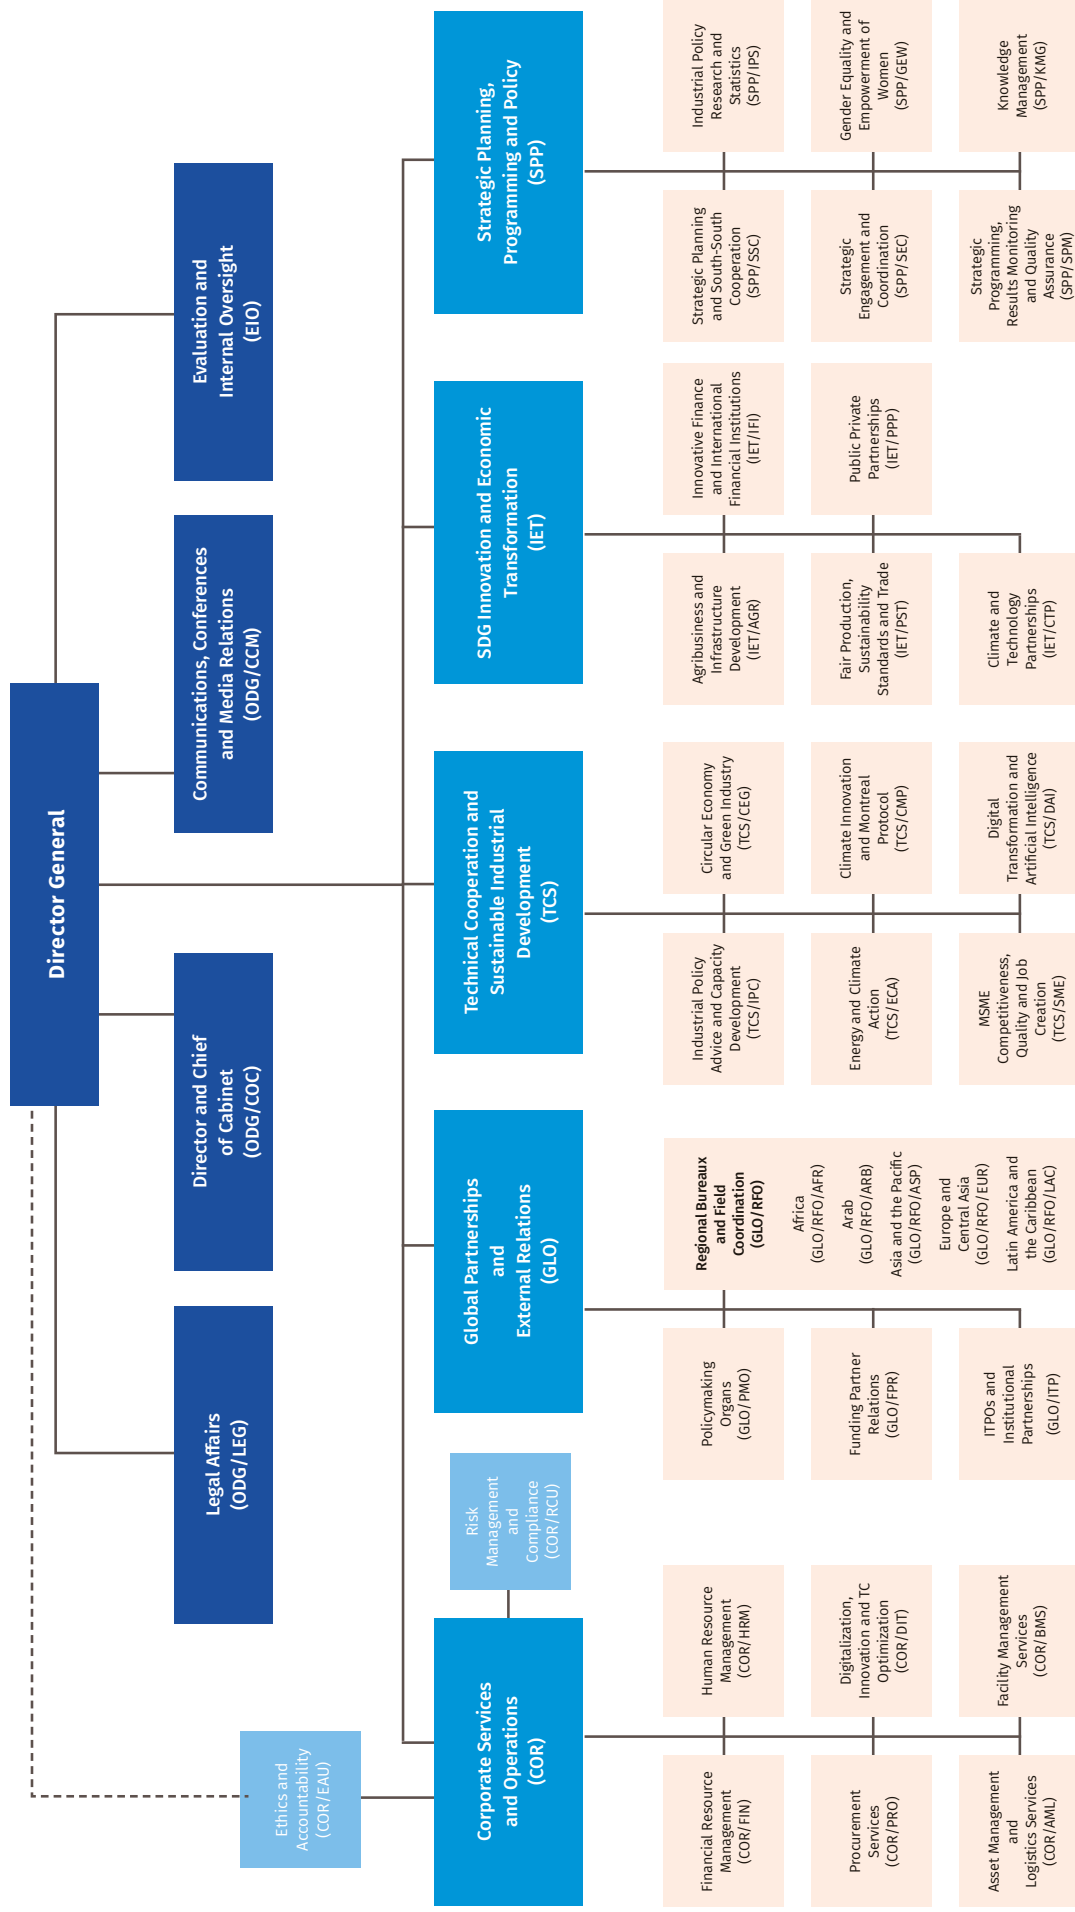 Director General
Legal Affairs
(ODG/LEG)
Director and Chief
of Cabinet
(ODG/COC)
Communications, Conferences
and Media Relations
(ODG/CCM)
Evaluation and
Internal Oversight
(EIO)
Ethics and
Accountability
(COR/EAU)
Corporate Services
and Operations
(COR)
Risk
Management
and
Compliance
(COR/RCU)
Global Partnerships
and
External Relations
(GLO)
Technical Cooperation and
Sustainable Industrial
Development
(TCS)
SDG Innovation and Economic
Transformation
(IET)
Strategic Planning,
Programming and Policy
(SPP)
Financial Resource
Management
(COR/FIN)
Human Resource
Management
(COR/HRM)
Procurement
Services
(COR/PRO)
Digitalization,
Innovation and TC
Optimization
(COR/DIT)
Asset Management
and
Logistics Services
(COR/AML)
Facility Management
Services
(COR/BMS)
Policymaking
Organs
(GLO/PMO)
Funding Partner
Relations
(GLO/FPR)
ITPOs and
Institutional
Partnerships
(GLO/ITP)
Regional Bureaux
and Field
Coordination
(GLO/RFO)
Africa
(GLO/RFO/AFR)
Arab
(GLO/RFO/ARB)
Asia and the Pacific
(GLO/RFO/ASP)
Europe and
Central Asia
(GLO/RFO/EUR)
Latin America and
the Caribbean
(GLO/RFO/LAC)
Industrial Policy
Advice and Capacity
Development
(TCS/IPC)
Circular Economy
and Green Industry
(TCS/CEG)
Energy and Climate
Action
(TCS/ECA)
Climate Innovation
and Montreal
Protocol
(TCS/CMP)
MSME
Competitiveness,
Quality and Job
Creation
(TCS/SME)
Digital
Transformation and
Artificial Intelligence
(TCS/DAI)
Agribusiness and
Infrastructure
Development
(IET/AGR)
Innovative Finance
and International
Financial Institutions
(IET/IFI)
Fair Production,
Sustainability
Standards and Trade
(IET/PST)
Public Private
Partnerships
(IET/PPP)
Climate and
Technology
Partnerships
(IET/CTP)
Strategic Planning
and South-South
Cooperation
(SPP/SSC)
Industrial Policy
Research and
Statistics
(SPP/IPS)
Strategic
Engagement and
Coordination
(SPP/SEC)
Gender Equality and
Empowerment of
Women
(SPP/GEW)
Strategic
Programming,
Results Monitoring
and Quality
Assurance
(SPP/SPM)
Knowledge
Management
(SPP/KMG)